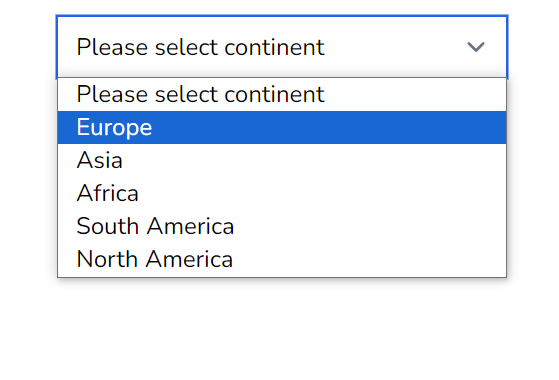 Please select continent
Please select continent
Europe
Asia
Africa
South America
North America